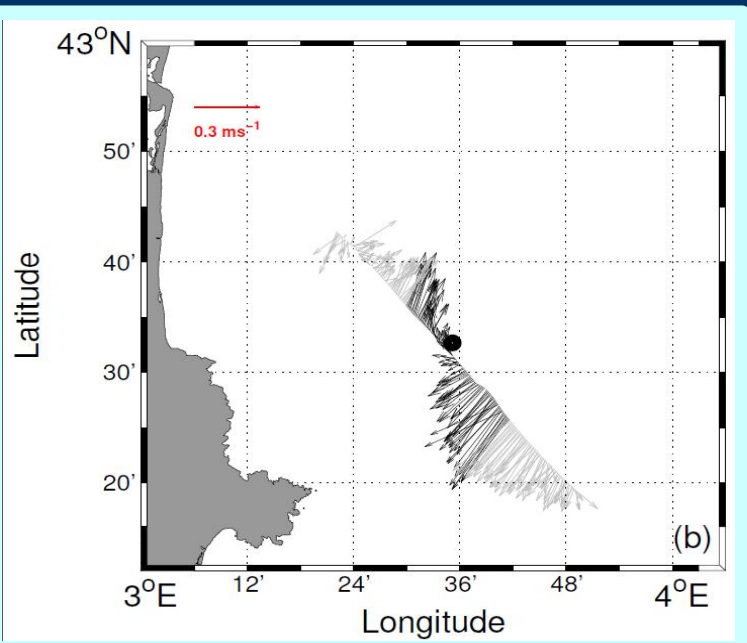 43°N
0.3 ms⁻¹
50'
40'
30'
20'
Latitude
(b)
3°E
12'
24'
36'
48'
4°E
Longitude